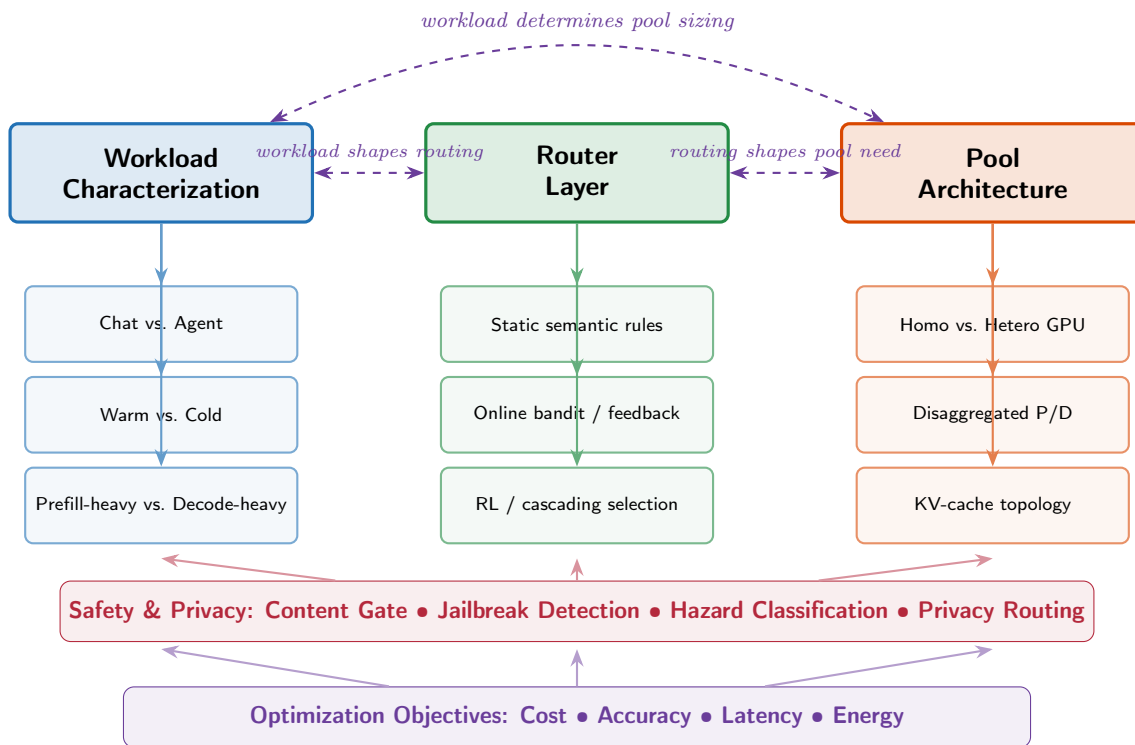 workload determines pool sizing
Workload
Characterization
workload shapes routing
Router
Layer
routing shapes pool need
Pool
Architecture
Chat vs. Agent
Static semantic rules
Homo vs. Hetero GPU
Warm vs. Cold
Online bandit / feedback
Disaggregated P/D
Prefill-heavy vs. Decode-heavy
RL / cascading selection
KV-cache topology
Safety & Privacy: Content Gate • Jailbreak Detection • Hazard Classification • Privacy Routing
Optimization Objectives: Cost • Accuracy • Latency • Energy